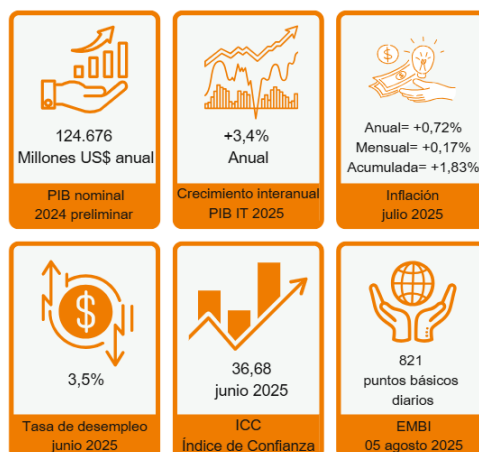 124.676
Millones US$ anual
PIB nominal
2024 preliminar
+3,4%
Anual
Crecimiento interanual
PIB IT 2025
$
Anual= +0,72%
Mensual= +0,17%
Acumulada= +1,83%
Inflación
julio 2025
$
3,5%
Tasa de desempleo
junio 2025
36,68
junio 2025
ICC
Índice de Confianza
821
puntos básicos
diarios
EMBI
05 agosto 2025